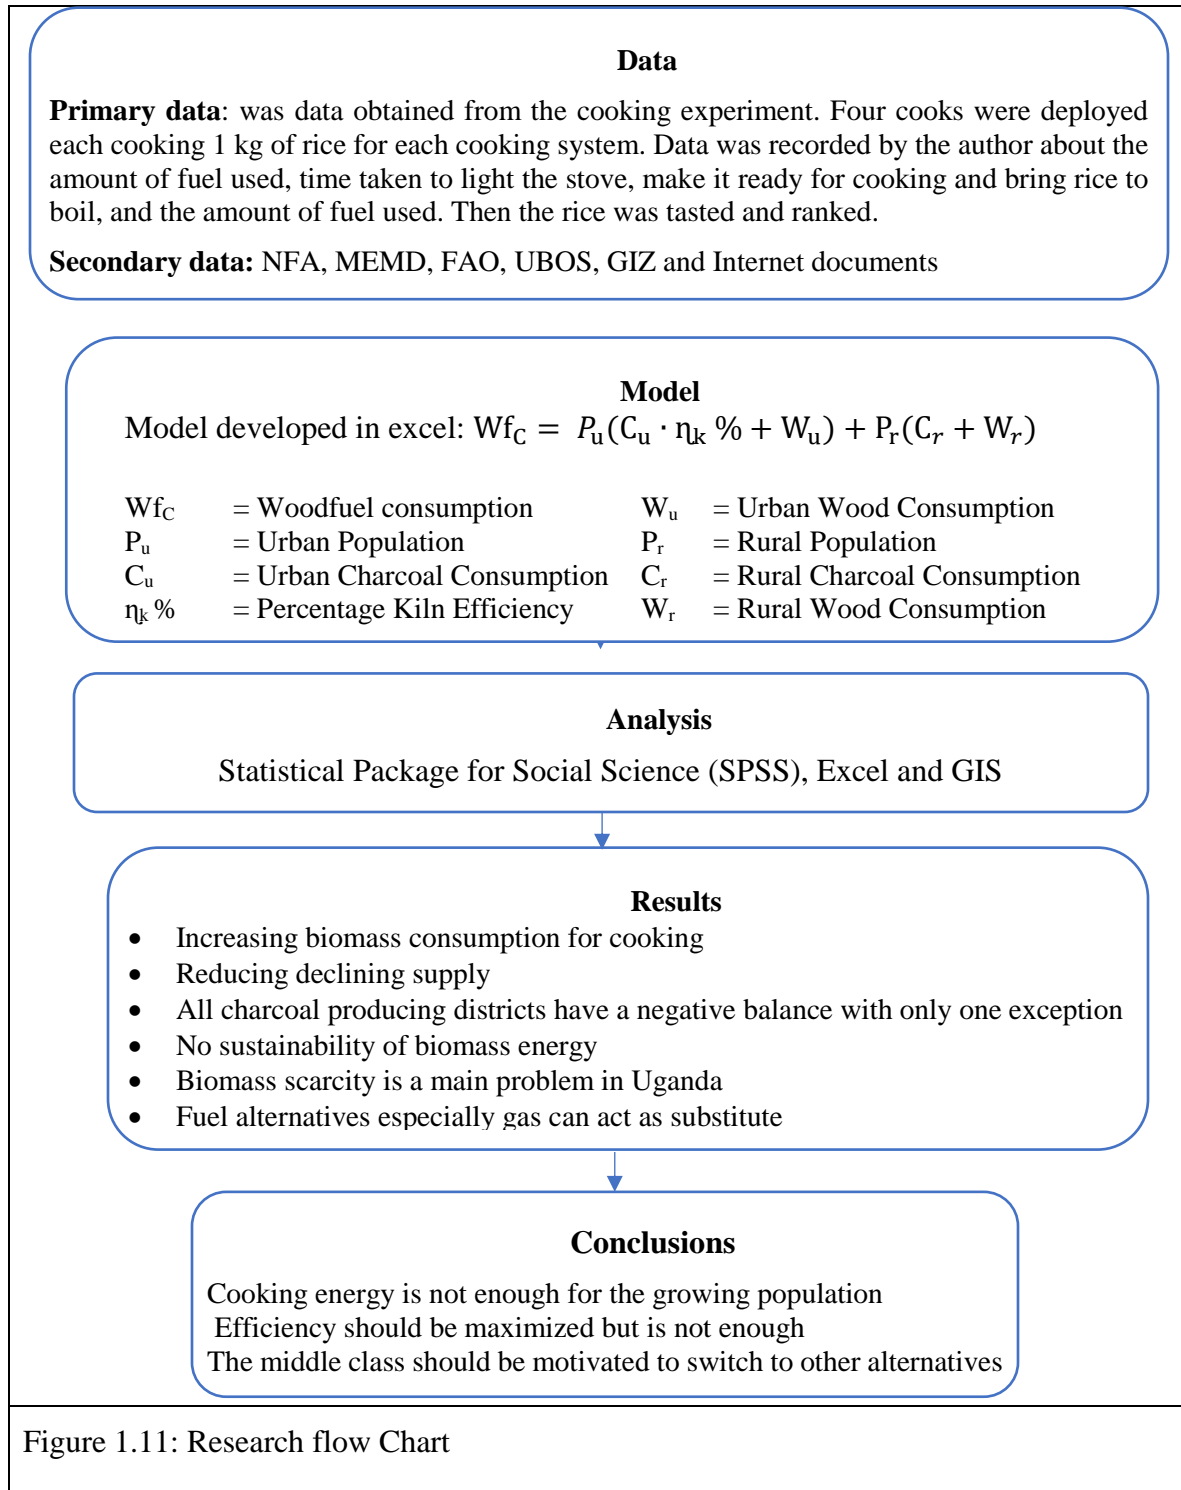 Data
Primary data: was data obtained from the cooking experiment. Four cooks were deployed
each cooking 1 kg of rice for each cooking system. Data was recorded by the author about the
amount of fuel used, time taken to light the stove, make it ready for cooking and bring rice to
boil, and the amount of fuel used. Then the rice was tasted and ranked.
Secondary data: NFA, MEMD, FAO, UBOS, GIZ and Internet documents
Model
Model developed in excel: Wf_C = P_u(C_u · η_k % + W_u) + P_r(C_r + W_r)
Wf_C = Woodfuel consumption W_u = Urban Wood Consumption
P_u = Urban Population P_r = Rural Population
C_u = Urban Charcoal Consumption C_r = Rural Charcoal Consumption
η_k % = Percentage Kiln Efficiency W_r = Rural Wood Consumption
Analysis
Statistical Package for Social Science (SPSS), Excel and GIS
Results
• Increasing biomass consumption for cooking
• Reducing declining supply
• All charcoal producing districts have a negative balance with only one exception
• No sustainability of biomass energy
• Biomass scarcity is a main problem in Uganda
• Fuel alternatives especially gas can act as substitute
Conclusions
Cooking energy is not enough for the growing population
Efficiency should be maximized but is not enough
The middle class should be motivated to switch to other alternatives
Figure 1.11: Research flow Chart